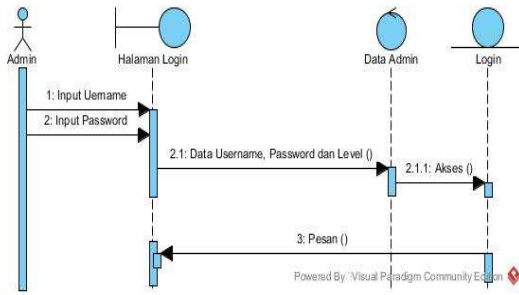 Admin
Halaman Login
Data Admin
Login
1: Input Uername
2: Input Password
2.1: Data Username, Password dan Level ()
2.1.1: Akses ()
3: Pesan ()
Powered By Visual Paradigm Community Edition